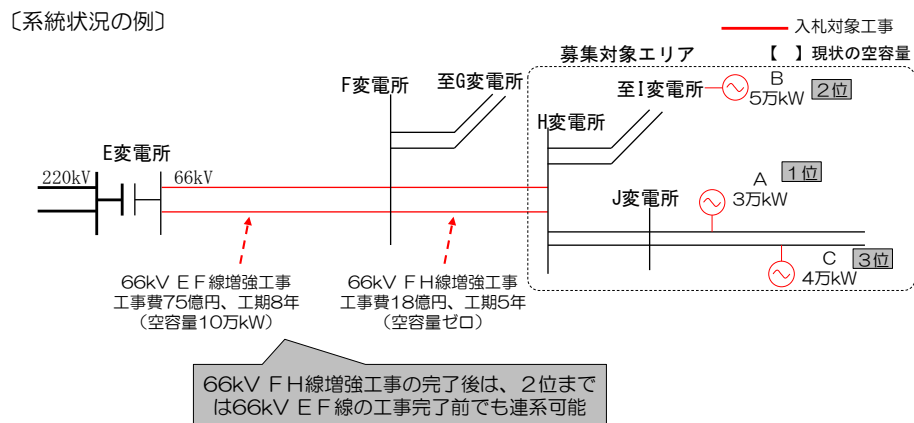 〔系統状況の例〕
入札対象工事
【　】現状の空容量
募集対象エリア
F変電所
至G変電所
至I変電所
B
5万kW
2位
H変電所
E変電所
220kV
66kV
A
1位
3万kW
J変電所
C
3位
4万kW
66kV EF線増強工事
工事費75億円、工期8年
（空容量10万kW）
66kV FH線増強工事
工事費18億円、工期5年
（空容量ゼロ）
66kV FH線増強工事の完了後は、2位まで
は66kV EF線の工事完了前でも連系可能